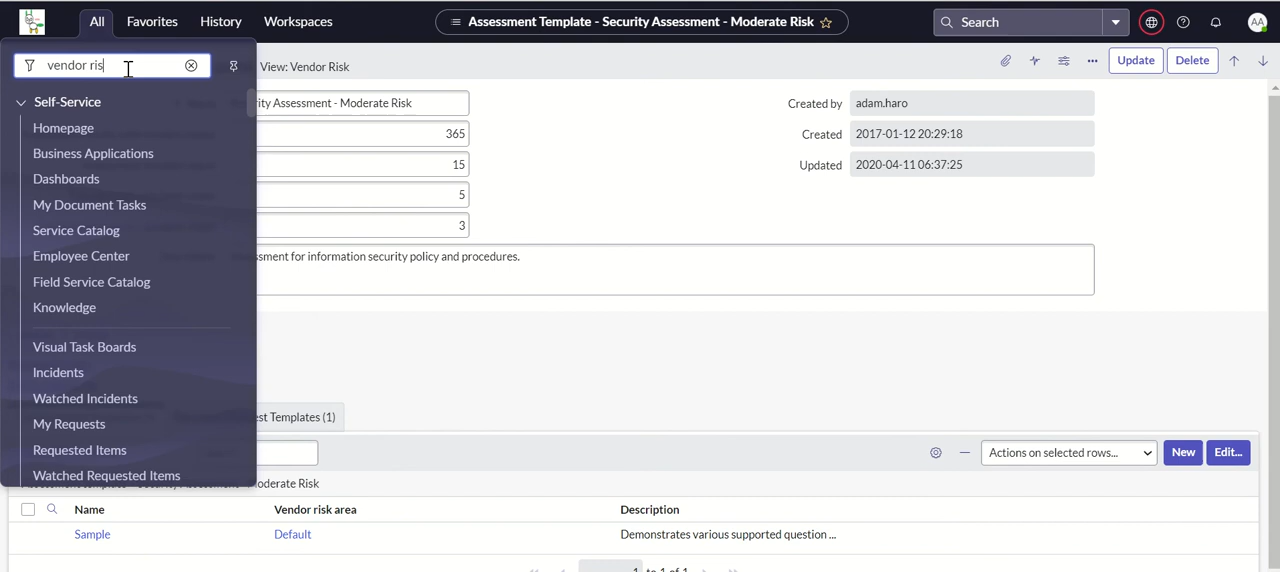 All
Favorites
History
Workspaces
Assessment Template - Security Assessment - Moderate Risk
Search
AA
vendor ris
View: Vendor Risk
Update
Delete
Self-Service
Homepage
Business Applications
Dashboards
My Document Tasks
Service Catalog
Employee Center
Field Service Catalog
Knowledge
Visual Task Boards
Incidents
Watched Incidents
My Requests
Requested Items
Watched Requested Items
Assessment - Moderate Risk
365
15
5
3
for information security policy and procedures.
Created by
adam.haro
Created
2017-01-12 20:29:18
Updated
2020-04-11 06:37:25
Templates (1)
Actions on selected rows...
New
Edit...
Moderate Risk
Name
Vendor risk area
Description
Sample
Default
Demonstrates various supported question ...
1 to 1 of 1